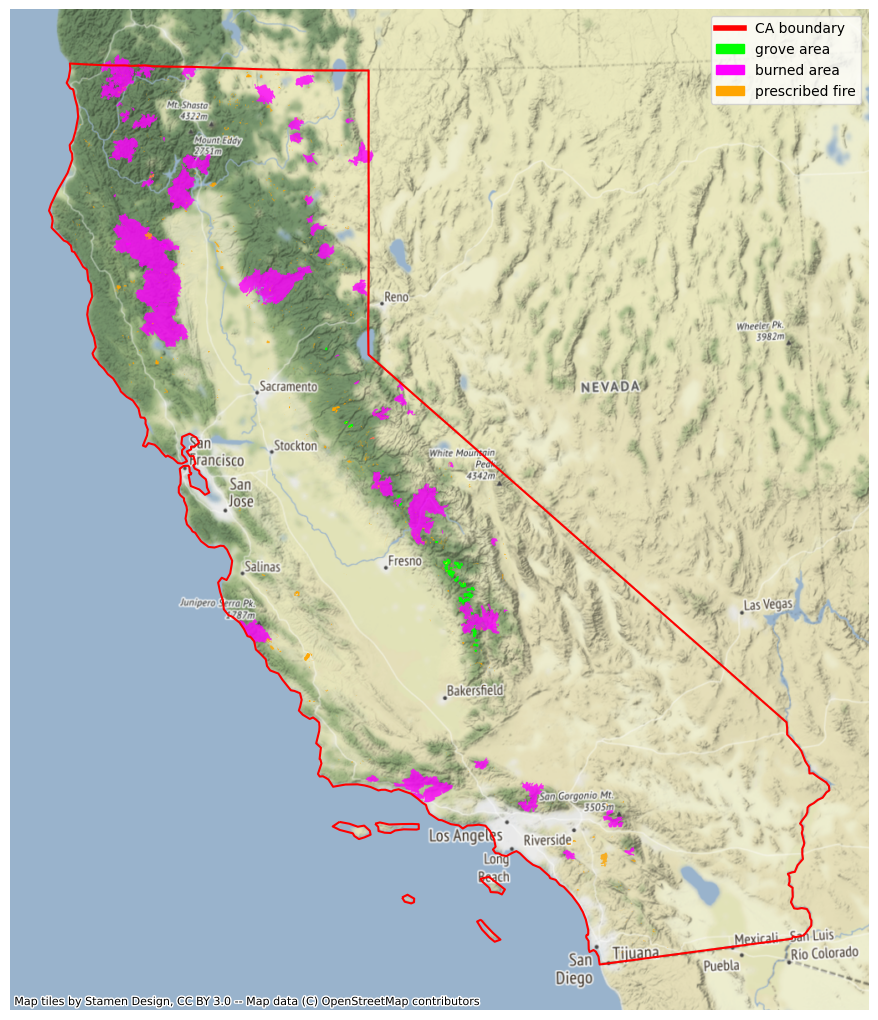 CA boundary
grove area
burned area
prescribed fire
Mt. Shasta
4322m
Mount Eddy
2751m
Reno
Wheeler Pk.
3982m
NEVADA
Sacramento
Stockton
White Mountain
Peak
4342m
San
Francisco
San
Jose
Fresno
Salinas
Junipero Serra Pk.
1787m
Las Vegas
Bakersfield
San Gorgonio Mt.
3505m
Los Angeles
Riverside
Long
Beach
San
Diego
Tijuana
Mexicali
San Luis
Rio Colorado
Puebla
Map tiles by Stamen Design, CC BY 3.0 -- Map data (C) OpenStreetMap contributors